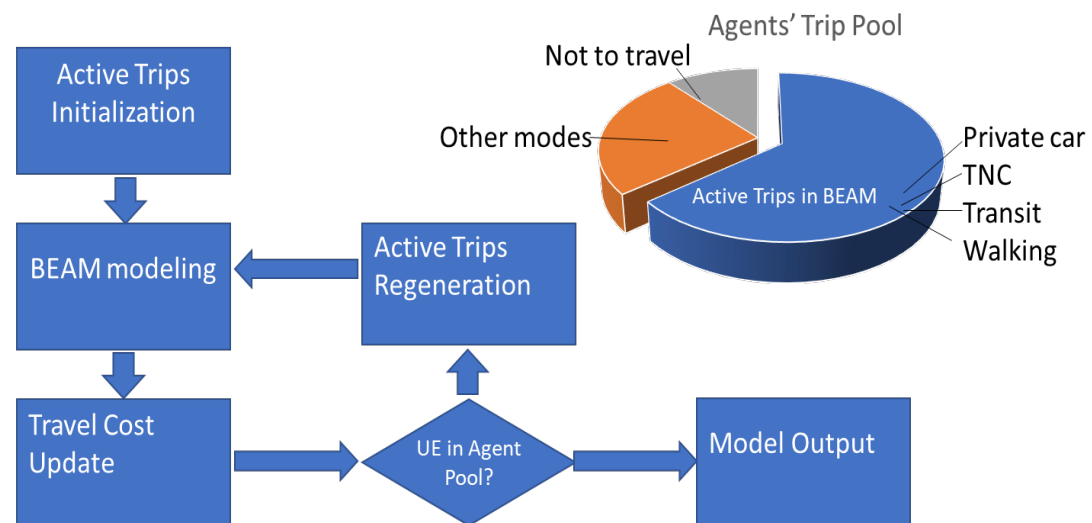 Active Trips
Initialization
BEAM modeling
Travel Cost
Update
UE in Agent
Pool?
Active Trips
Regeneration
Model Output
Agents' Trip Pool
Not to travel
Other modes
Active Trips in BEAM
Private car
TNC
Transit
Walking